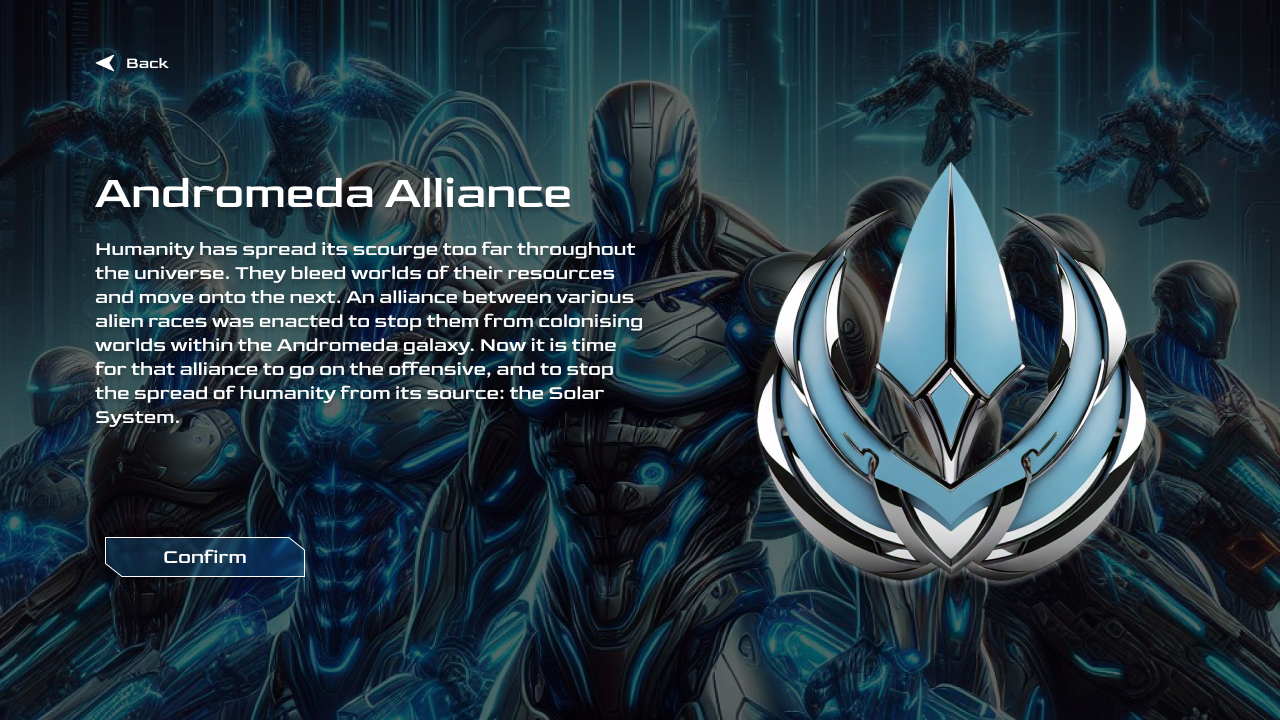 Back
Andromeda Alliance
Humanity has spread its scourge too far throughout
the universe. They bleed worlds of their resources
and move onto the next. An alliance between various
alien races was enacted to stop them from colonising
worlds within the Andromeda galaxy. Now it is time
for that alliance to go on the offensive, and to stop
the spread of humanity from its source: the Solar
System.
Confirm